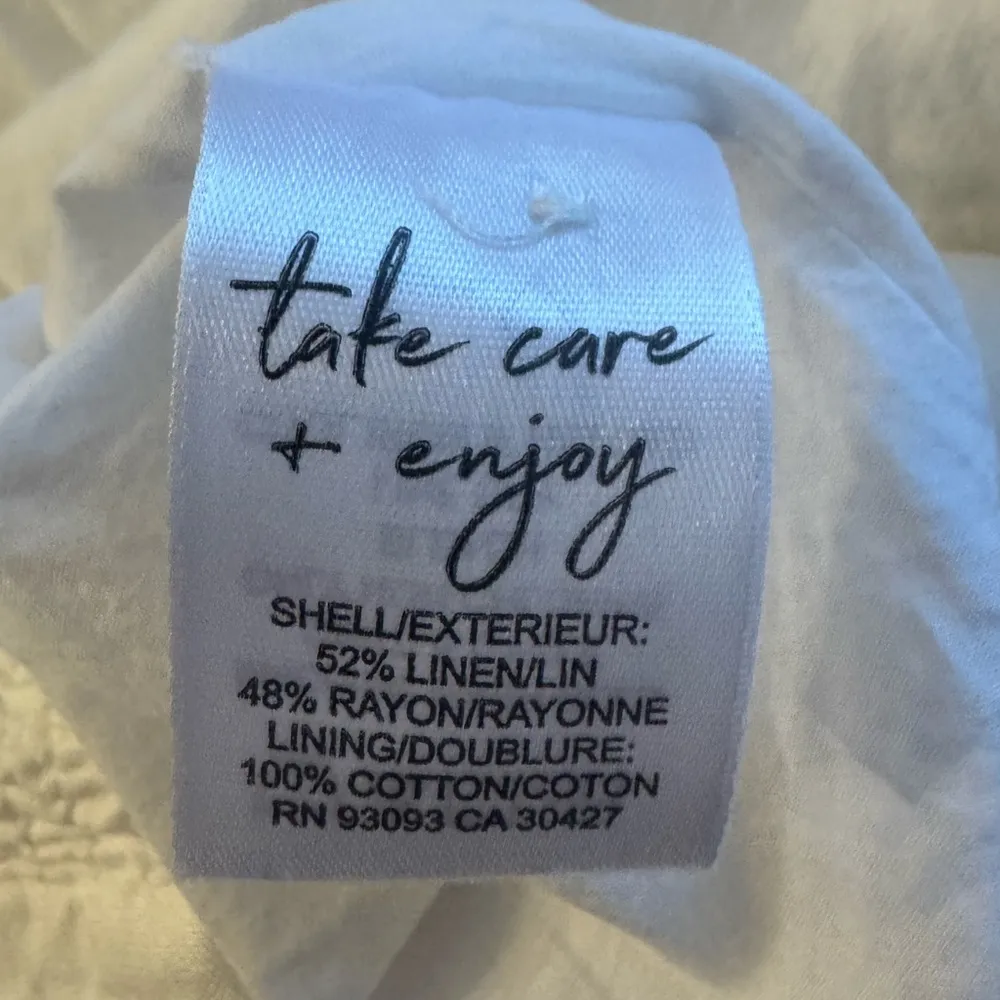 take care
+ enjoy
SHELL/EXTERIEUR:
52% LINEN/LIN
48% RAYON/RAYONNE
LINING/DOUBLURE:
100% COTTON/COTON
RN 93093 CA 30427